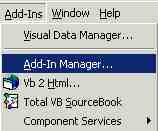 Add-Ins Window Help
Visual Data Manager...
Add-In Manager...
Vb 2 Html...
Total VB SourceBook
Component Services